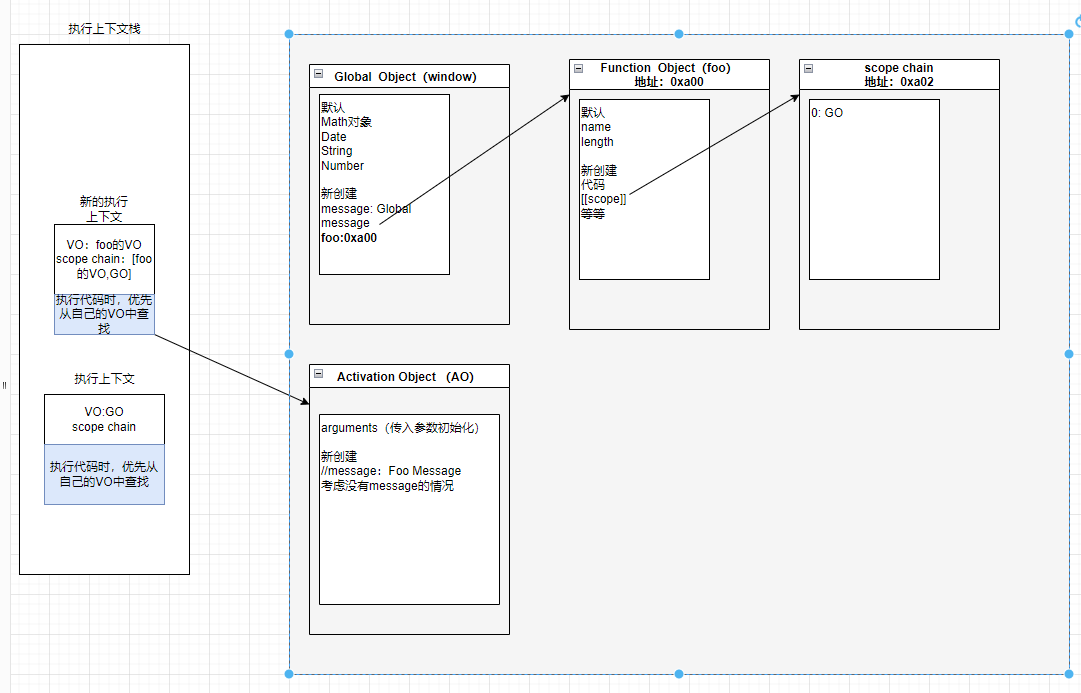 执行上下文栈
新的执行
上下文
VO：foo的VO
scope chain：[foo
的VO,GO]
执行代码时，优先
从自己的VO中查
找
执行上下文
VO:GO
scope chain
执行代码时，优先从
自己的VO中查找
Global Object（window）
默认
Math对象
Date
String
Number
新创建
message: Global
message
foo:0xa00
Function Object（foo）
地址：0xa00
默认
name
length
新创建
代码
[[scope]]
等等
scope chain
地址：0xa02
0: GO
Activation Object （AO）
arguments（传入参数初始化）
新创建
//message：Foo Message
考虑没有message的情况